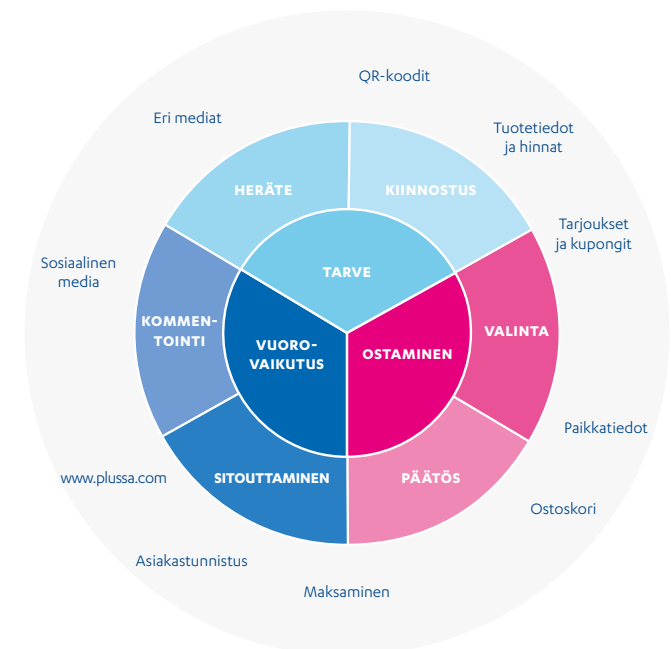 QR-koodit
Eri mediat
Tuotetiedot
ja hinnat
HERÄTE
KIINNOSTUS
Tarjoukset
ja kupongit
Sosiaalinen
media
TARVE
KOMMEN-
TOINTI
VUORO-
VAIKUTUS
OSTAMINEN
VALINTA
Paikkatiedot
www.plussa.com
SITOUTTAMINEN
PÄÄTÖS
Ostoskori
Asiakastunnistus
Maksaminen